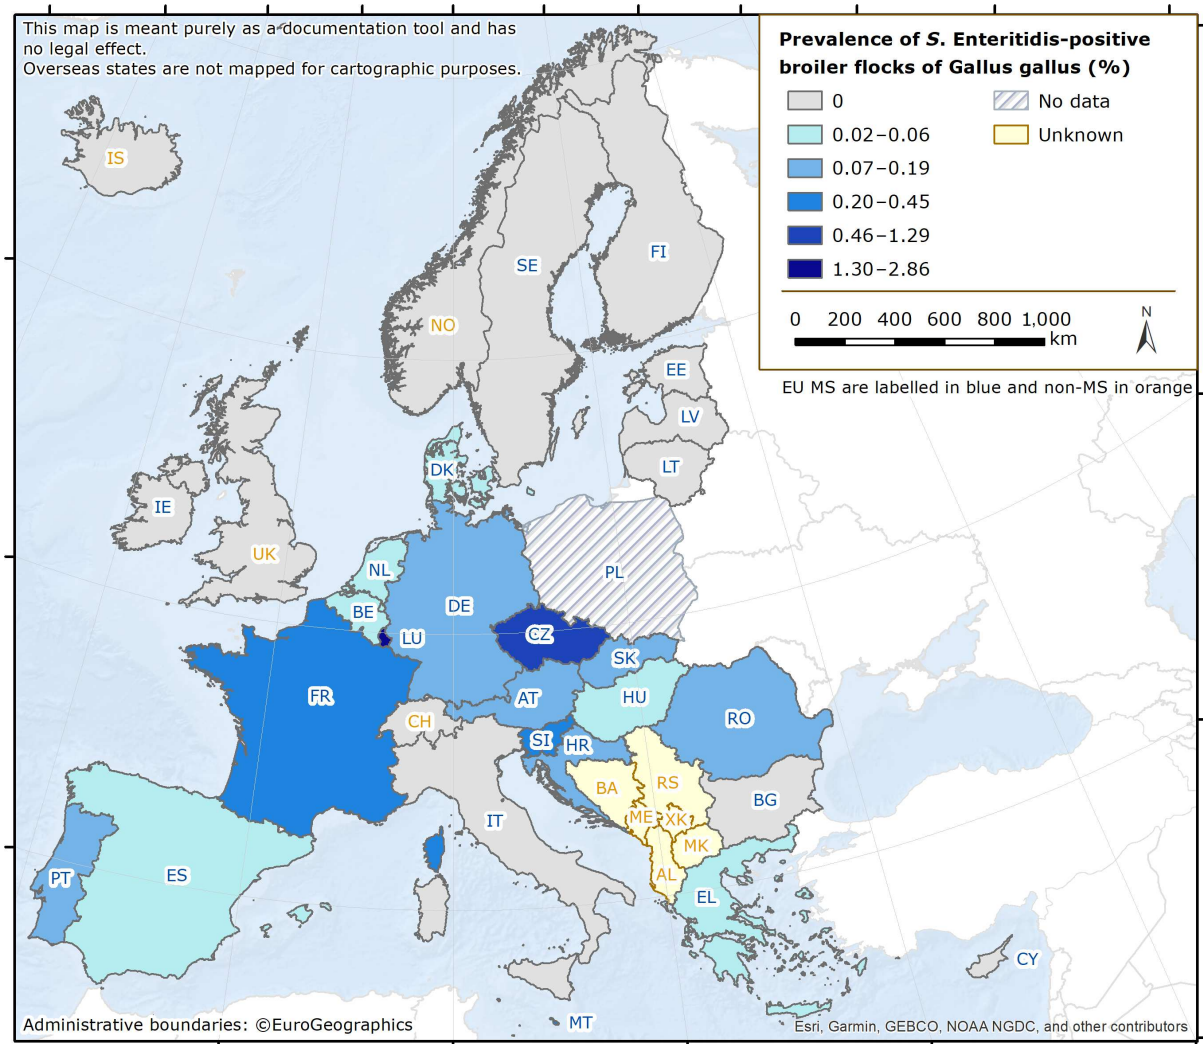 This map is meant purely as a documentation tool and has
no legal effect.
Overseas states are not mapped for cartographic purposes.
Prevalence of S. Enteritidis-positive
broiler flocks of Gallus gallus (%)
0
No data
0.02–0.06
Unknown
0.07–0.19
0.20–0.45
0.46–1.29
1.30–2.86
0 200 400 600 800 1,000
km
N
EU MS are labelled in blue and non-MS in orange
IS
FI
SE
NO
EE
LV
LT
DK
IE
UK
NL
PL
DE
BE
LU
CZ
SK
FR
AT
HU
CH
RO
SI
HR
RS
BA
BG
ME
XK
IT
MK
PT
ES
AL
EL
CY
MT
Administrative boundaries: ©EuroGeographics
Esri, Garmin, GEBCO, NOAA NGDC, and other contributors